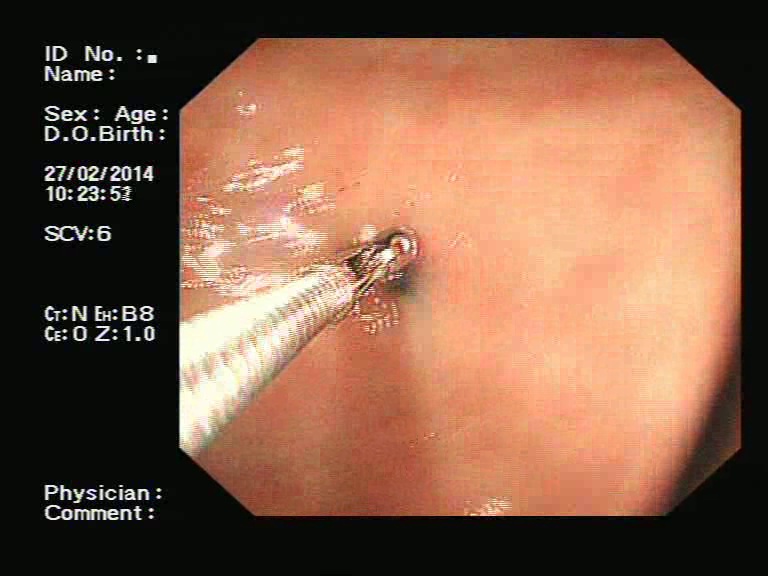 ID No. :
Name :
Sex : Age :
D.O.Birth :
27/02/2014
SCV:6
CT:N EH:B8
CE:0 Z:1.0
Physician :
Comment :